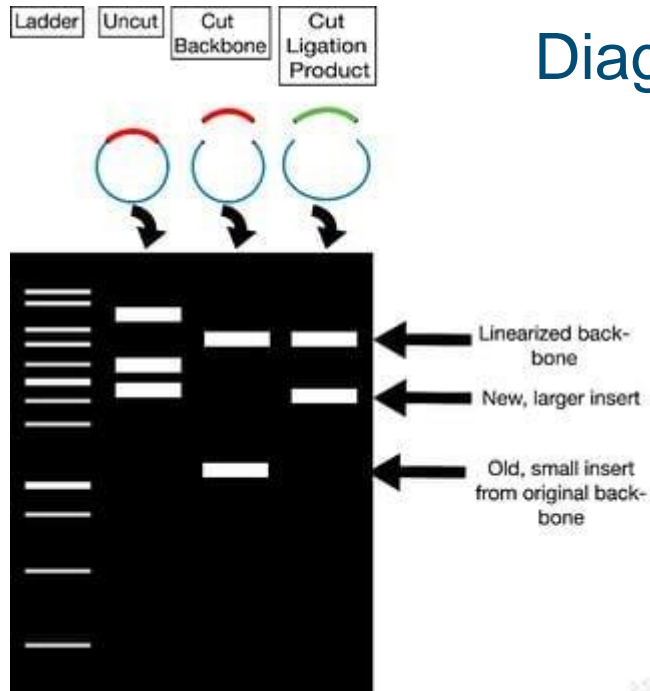 Ladder
Uncut
Cut
Backbone
Cut
Ligation
Product
Diag
Linearized back-
bone
New, larger insert
Old, small insert
from original back-
bone